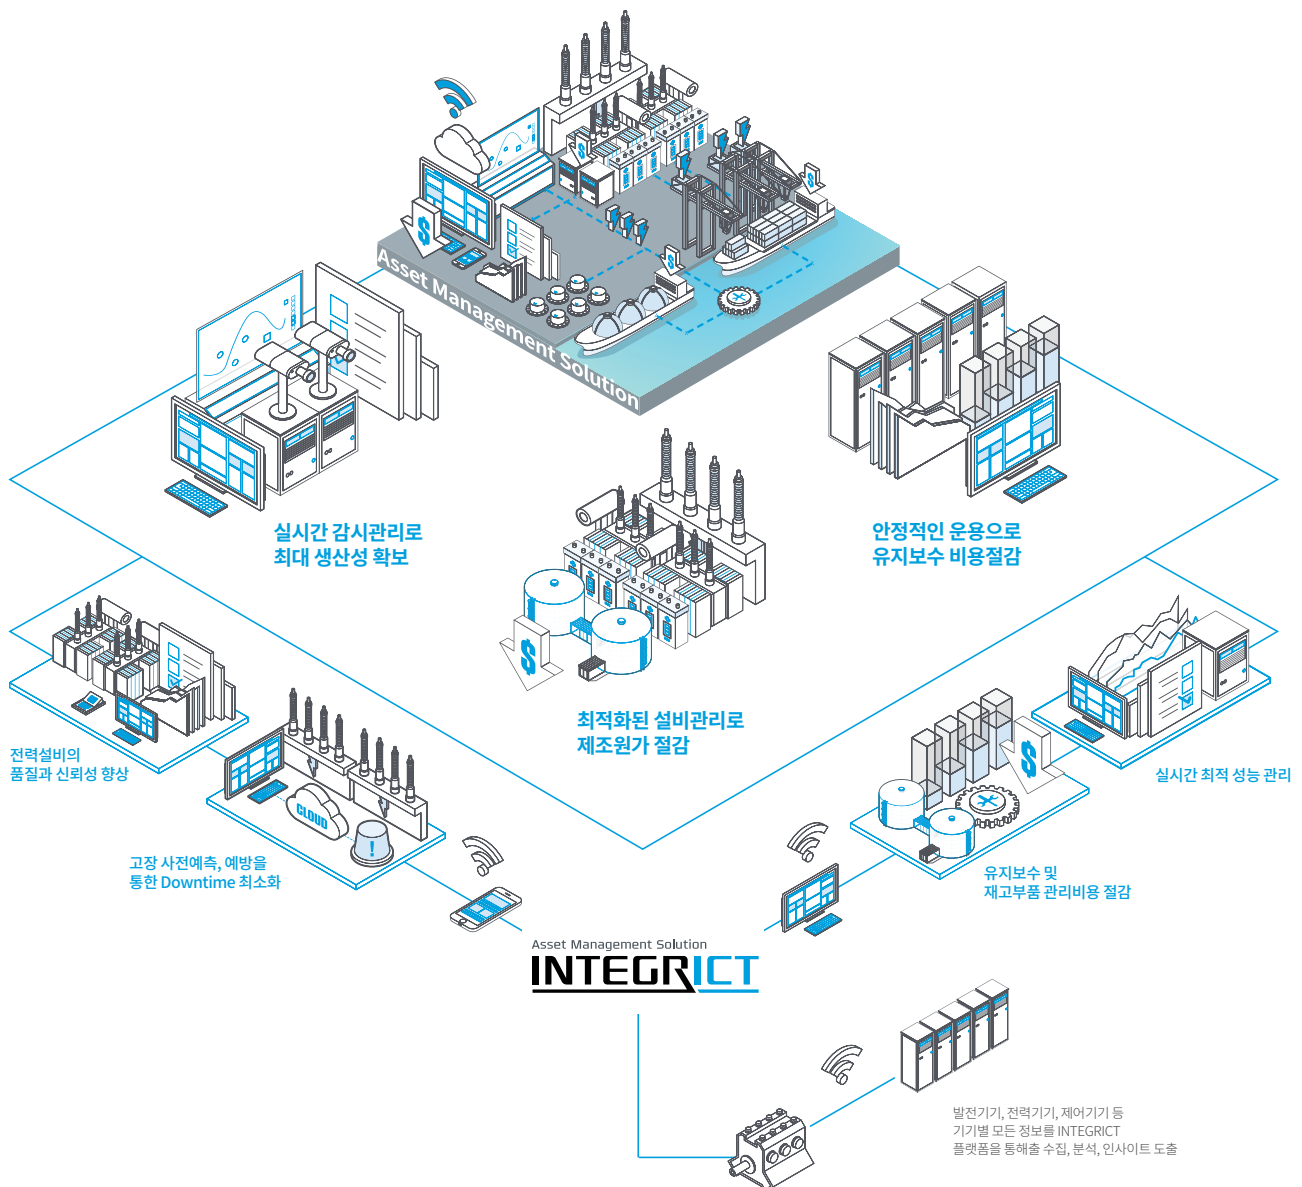 Asset Management Solution
실시간 감시관리로
최대 생산성 확보
안정적인 운용으로
유지보수 비용절감
최적화된 설비관리로
제조원가 절감
전력설비의
품질과 신뢰성 향상
CLOUD
고장 사전예측, 예방을
통한 Downtime 최소화
실시간 최적 성능 관리
유지보수 및
재고부품 관리비용 절감
Asset Management Solution
INTEGRICT
발전기기, 전력기기, 제어기기 등
기기별 모든 정보를 INTEGRICT
플랫폼을 통해출 수집, 분석, 인사이트 도출